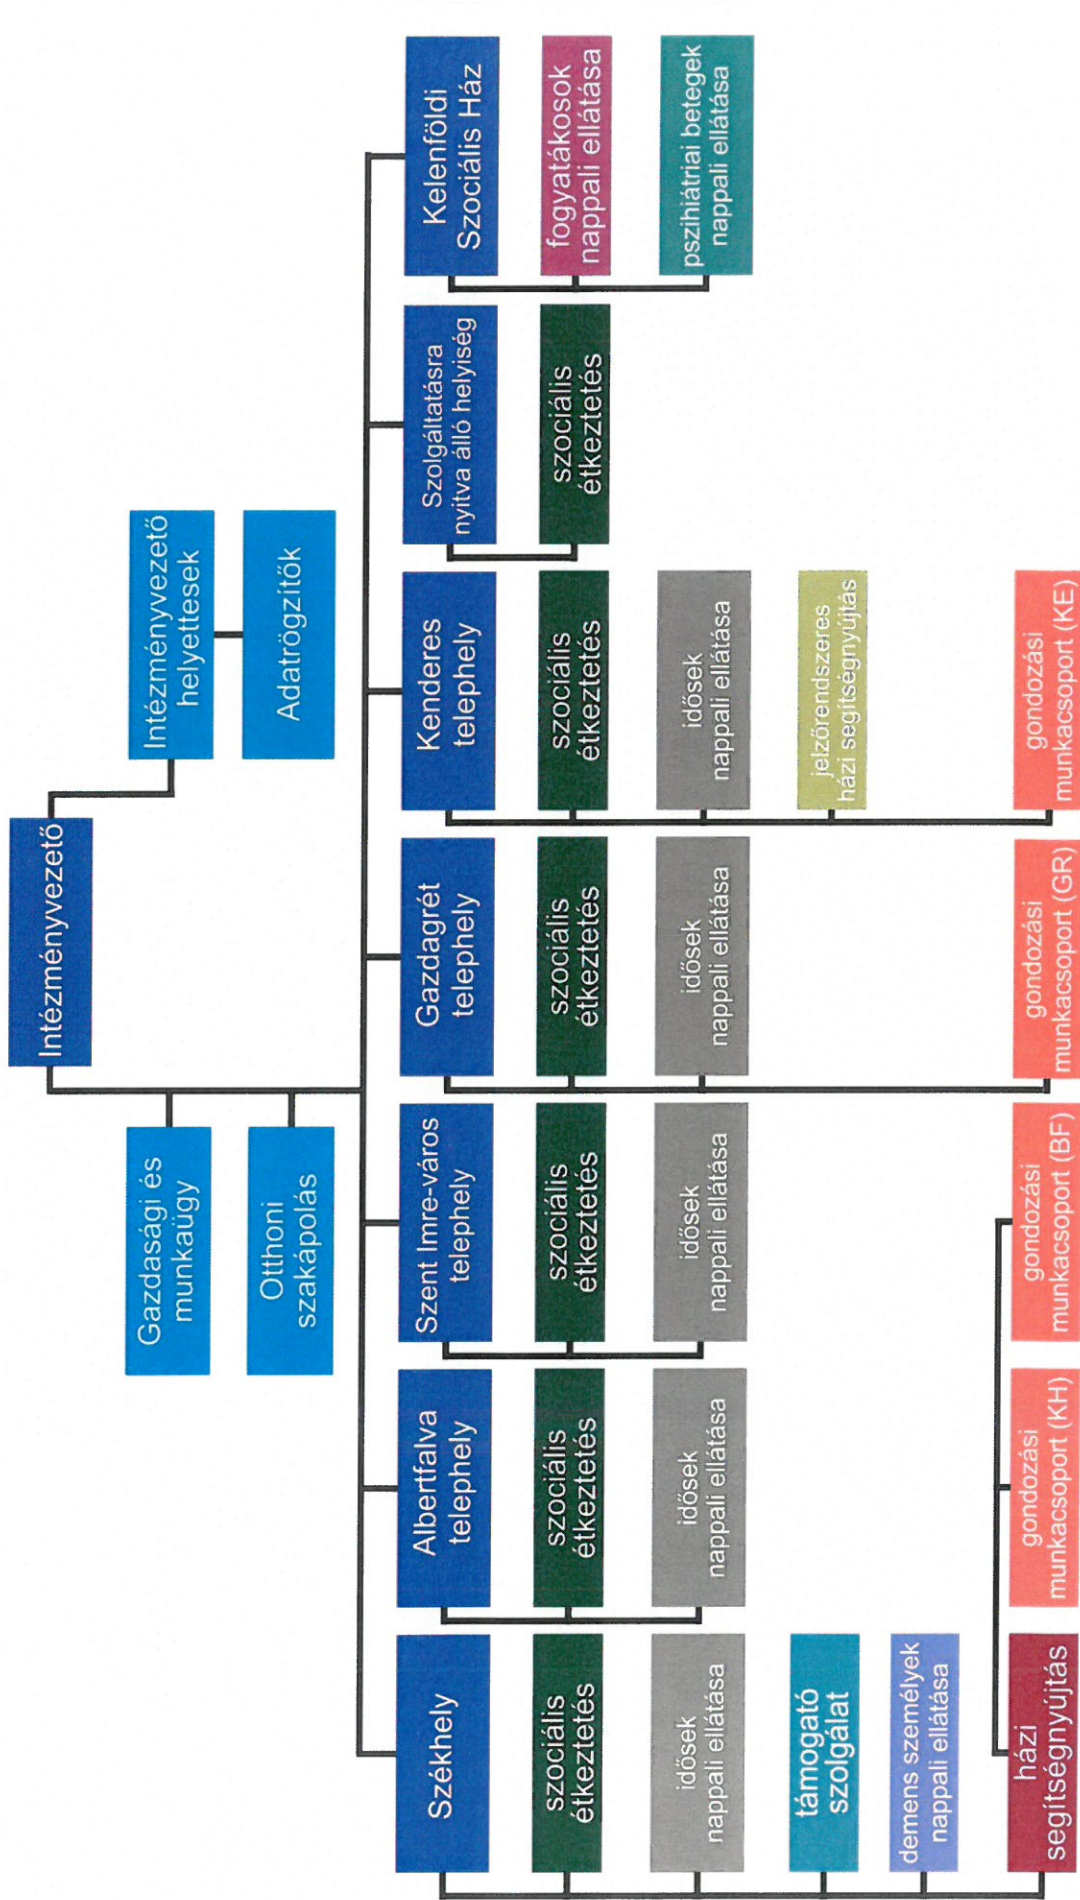 Intézményvezető
Gazdasági és
munkaügy
Intézményvezető
helyettesek
Otthoni
szakápolás
Adatrögzítők
Székhely
Albertfalva
telephely
Szent Imre-város
telephely
Gazdagrét
telephely
Kenderes
telephely
Szolgáltatásra
nyitva álló helyiség
Kelenföldi
Szociális Ház
szociális
étkeztetés
szociális
étkeztetés
szociális
étkeztetés
szociális
étkeztetés
szociális
étkeztetés
szociális
étkeztetés
fogyatákosok
nappali ellátása
idősek
nappali ellátása
idősek
nappali ellátása
idősek
nappali ellátása
idősek
nappali ellátása
idősek
nappali ellátása
pszihiátriai betegek
nappali ellátása
támogató
szolgálat
jelzőrendszeres
házi segítségnyújtás
demens személyek
nappali ellátása
házi
segítségnyújtás
gondozási
munkacsoport (KH)
gondozási
munkacsoport (BF)
gondozási
munkacsoport (GR)
gondozási
munkacsoport (KE)